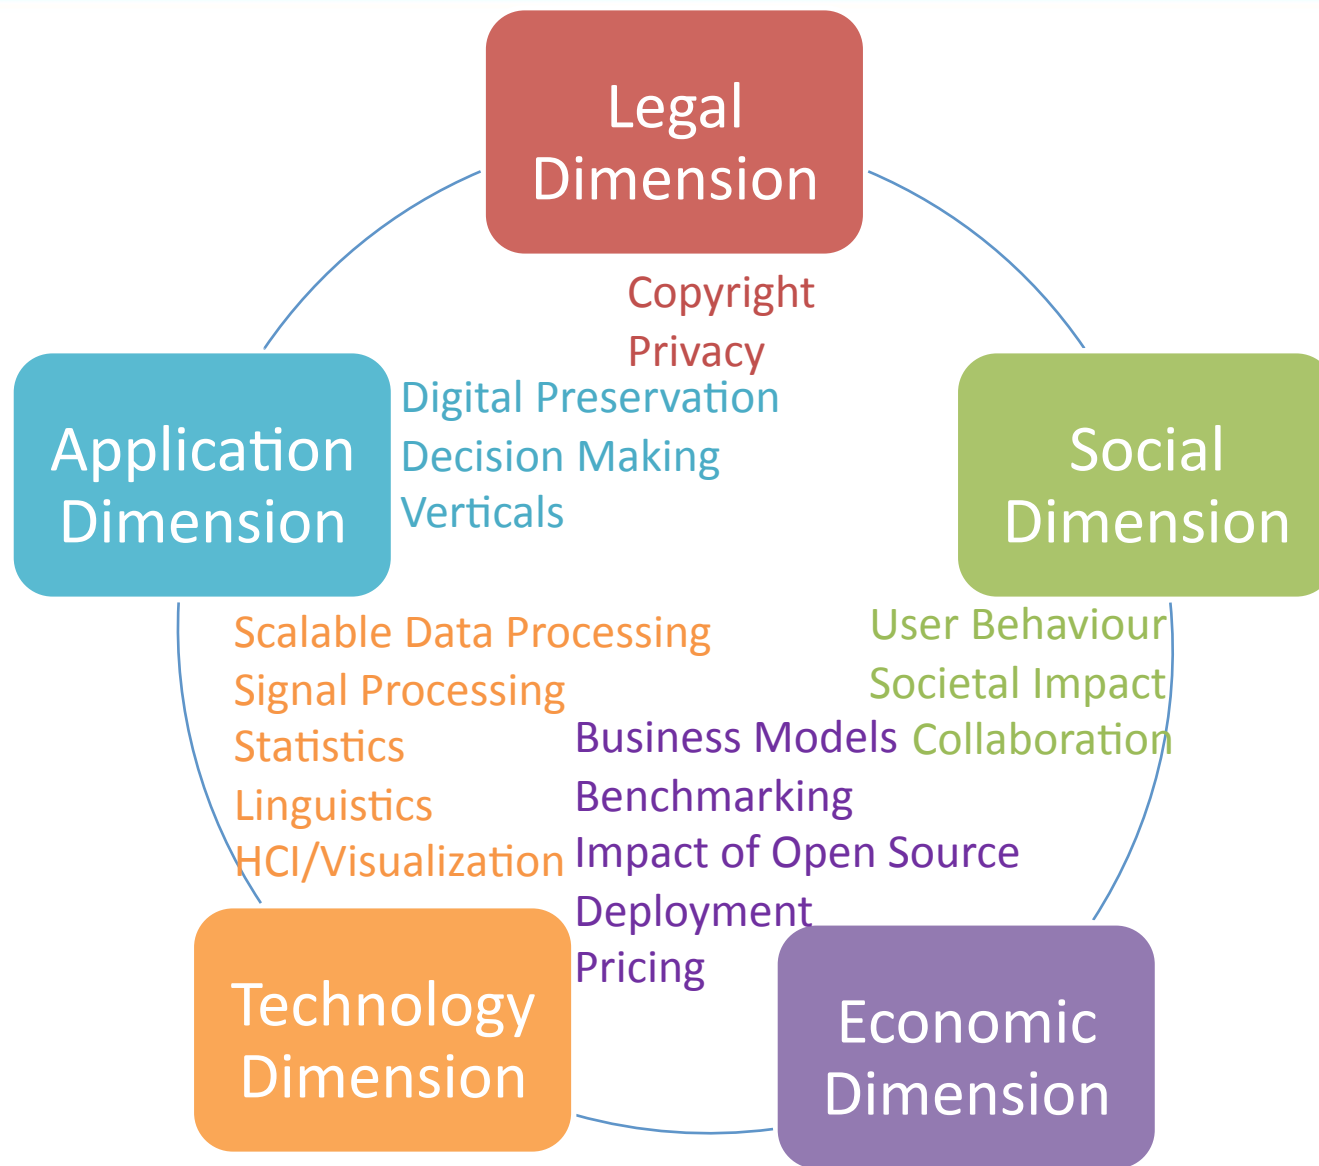 Legal
Dimension
Copyright
Privacy
Application
Dimension
Digital Preservation
Decision Making
Verticals
Social
Dimension
User Behaviour
Societal Impact
Collaboration
Scalable Data Processing
Signal Processing
Statistics
Linguistics
HCI/Visualization
Technology
Dimension
Business Models
Benchmarking
Impact of Open Source
Deployment
Pricing
Economic
Dimension